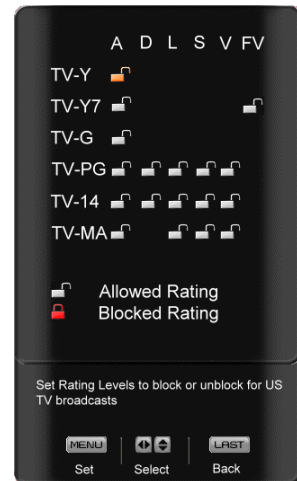 A D L S V FV
TV-Y
TV-Y7
TV-G
TV-PG
TV-14
TV-MA
Allowed Rating
Blocked Rating
Set Rating Levels to block or unblock for US
TV broadcasts
MENU LAST
Set Select Back